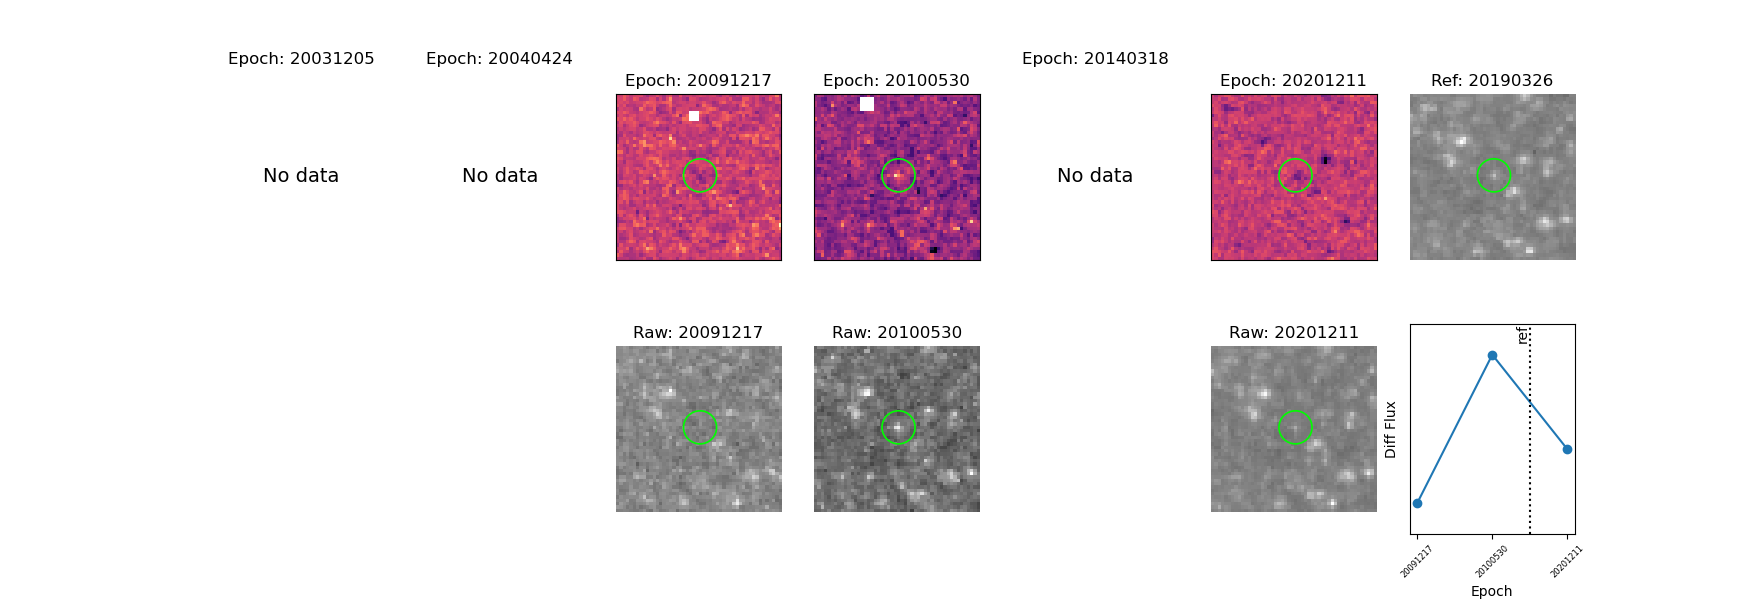 Epoch: 20031205
Epoch: 20040424
Epoch: 20091217
Epoch: 20100530
Epoch: 20140318
Epoch: 20201211
Ref: 20190326
No data
No data
No data
Raw: 20091217
Raw: 20100530
Raw: 20201211
ref
Diff Flux
20091217
20100530
20201211
Epoch